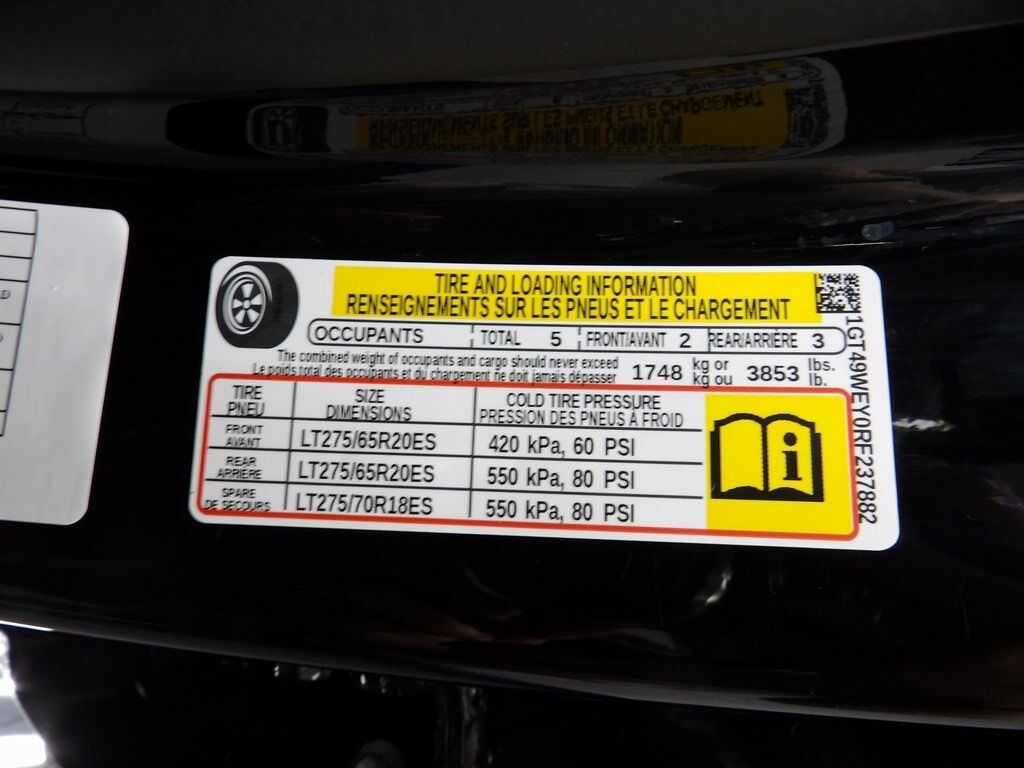 TIRE AND LOADING INFORMATION
RENSEIGNEMENTS SUR LES PNEUS ET LE CHARGEMENT
OCCUPANTS TOTAL 5 FRONT/AVANT 2 REAR/ARRIÈRE 3
The combined weight of occupants and cargo should never exceed 1748 kg or 3853 lbs.
Le poids total des occupants et du chargement ne doit jamais dépasser kg ou lb.
TIRE SIZE COLD TIRE PRESSURE
PNEU DIMENSIONS PRESSION DES PNEUS À FROID
FRONT
AVANT LT275/65R20ES 420 kPa, 60 PSI
REAR
ARRIÈRE LT275/65R20ES 550 kPa, 80 PSI
SPARE
DE SECOURS LT275/70R18ES 550 kPa, 80 PSI
1GT49WEY0RF237882